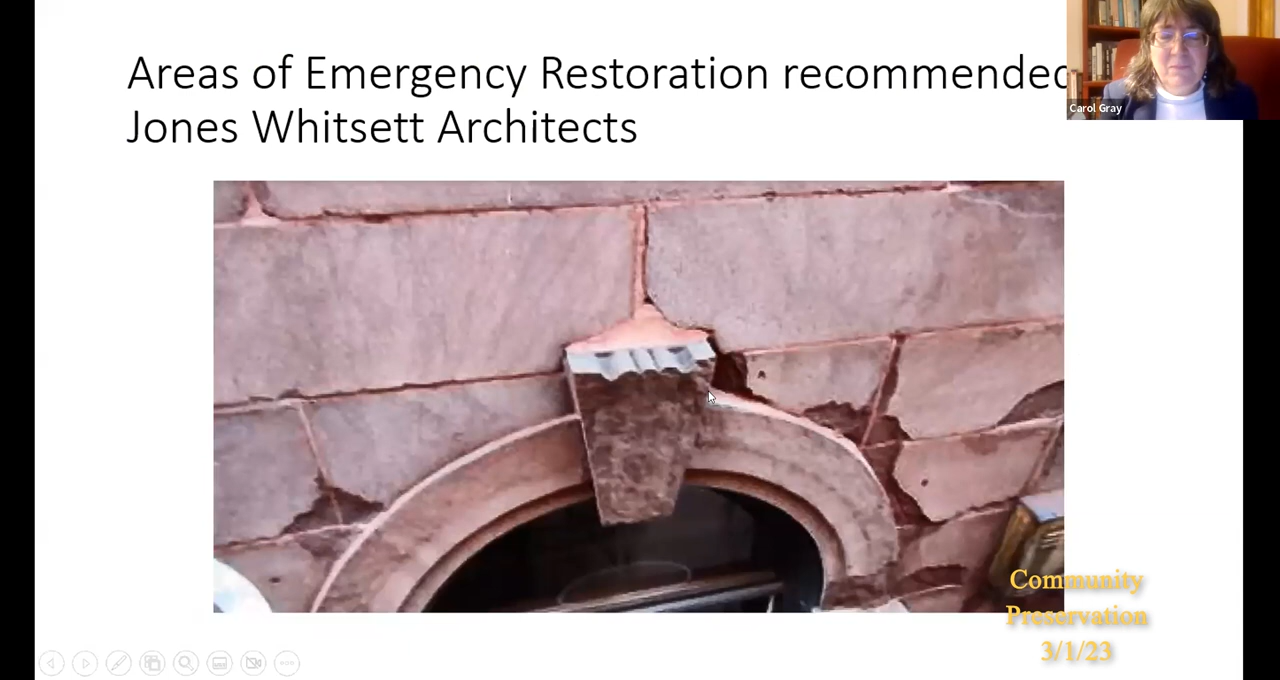 Areas of Emergency Restoration recommended
Jones Whitsett Architects
Carol Gray
Community
Preservation
3/1/23